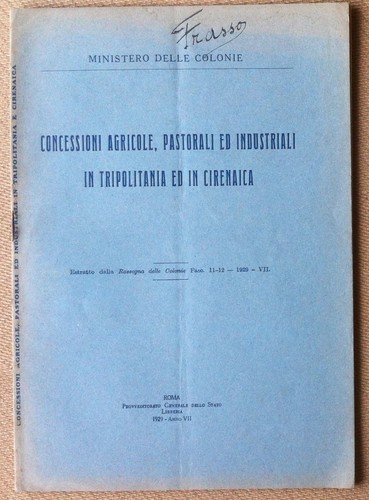 Frasso
MINISTERO DELLE COLONIE
CONCESSIONI AGRICOLE, PASTORALI ED INDUSTRIALI
IN TRIPOLITANIA ED IN CIRENAICA
Estratto dalla Rassegna delle Colonie Fasc. 11-12 — 1929 - VII.
ROMA
PROVVEDITORATO GENERALE DELLO STATO
LIBRERIA
1929 - ANNO VII
CONCESSIONI AGRICOLE, PASTORALI ED INDUSTRIALI IN TRIPOLITANIA E CIRENAICA